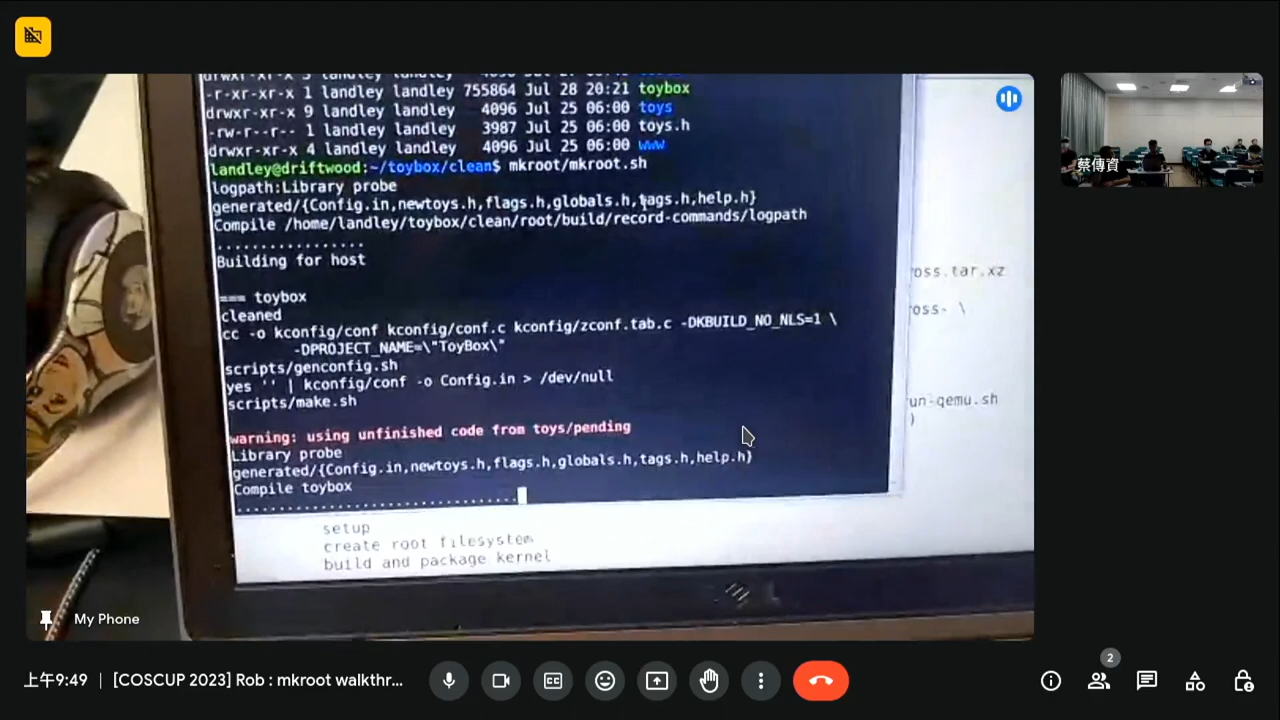 -r-xr-xr-x 1 landley landley 755864 Jul 28 20:21 toybox
drwxr-xr-x 9 landley landley 4096 Jul 25 06:00 toys
-rw-r--r-- 1 landley landley 3987 Jul 25 06:00 toys.h
drwxr-xr-x 4 landley landley 4096 Jul 25 06:00 www
landley@driftwood:~/toybox/clean$ mkroot/mkroot.sh
logpath:Library probe
generated/{Config.in,newtoys.h,flags.h,globals.h,tags.h,help.h}
Compile /home/landley/toybox/clean/root/build/record-commands/logpath
.................
Building for host
=== toybox
cleaned
cc -o kconfig/conf kconfig/conf.c kconfig/zconf.tab.c -DKBUILD_NO_NLS=1 \
-DPROJECT_NAME=\"ToyBox\"
scripts/genconfig.sh
yes '' | kconfig/conf -o Config.in > /dev/null
scripts/make.sh
warning: using unfinished code from toys/pending
Library probe
generated/{Config.in,newtoys.h,flags.h,globals.h,tags.h,help.h}
Compile toybox
.................................
setup
create root filesystem
build and package kernel
oss.tar.xz
oss- \
un-qemu.sh
)
蔡傳資
My Phone
上午9:49 | [COSCUP 2023] Rob : mkroot walkthr...
2